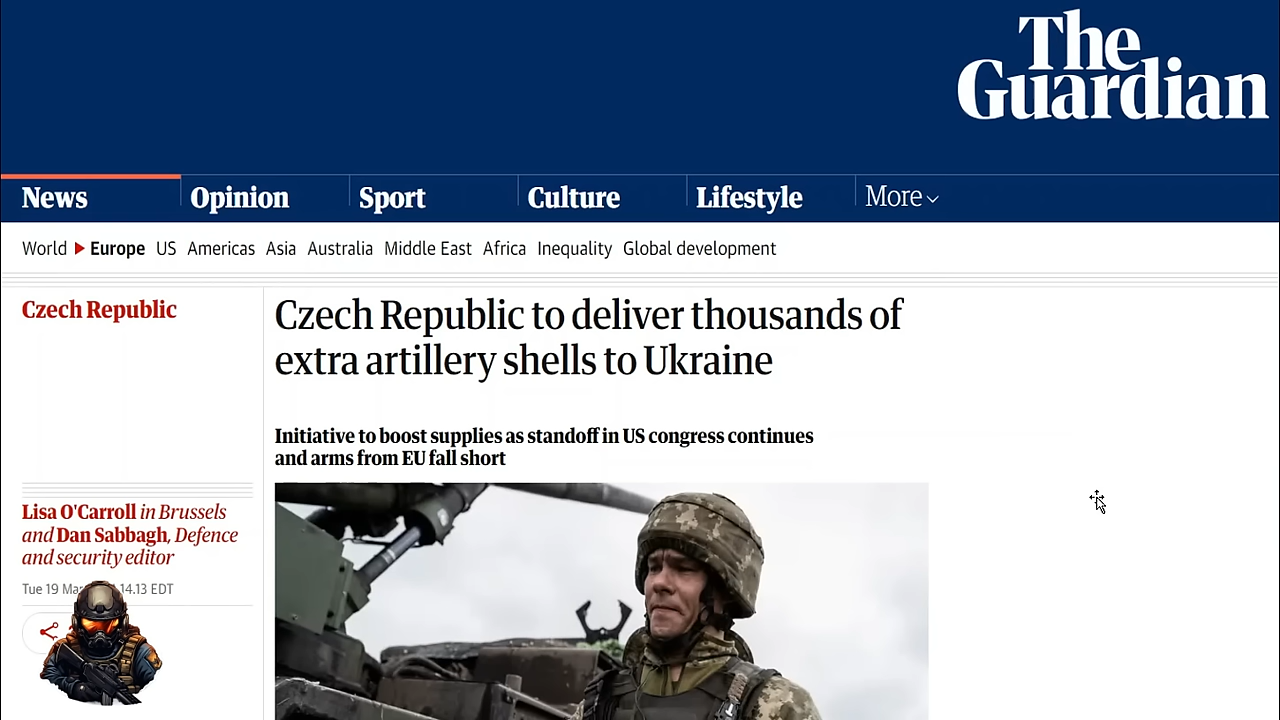 The
Guardian
News
Opinion
Sport
Culture
Lifestyle
More
World
Europe
US
Americas
Asia
Australia
Middle East
Africa
Inequality
Global development
Czech Republic
Czech Republic to deliver thousands of
extra artillery shells to Ukraine
Initiative to boost supplies as standoff in US congress continues
and arms from EU fall short
Lisa O'Carroll in Brussels
and Dan Sabbagh, Defence
and security editor
Tue 19 14.13 EDT